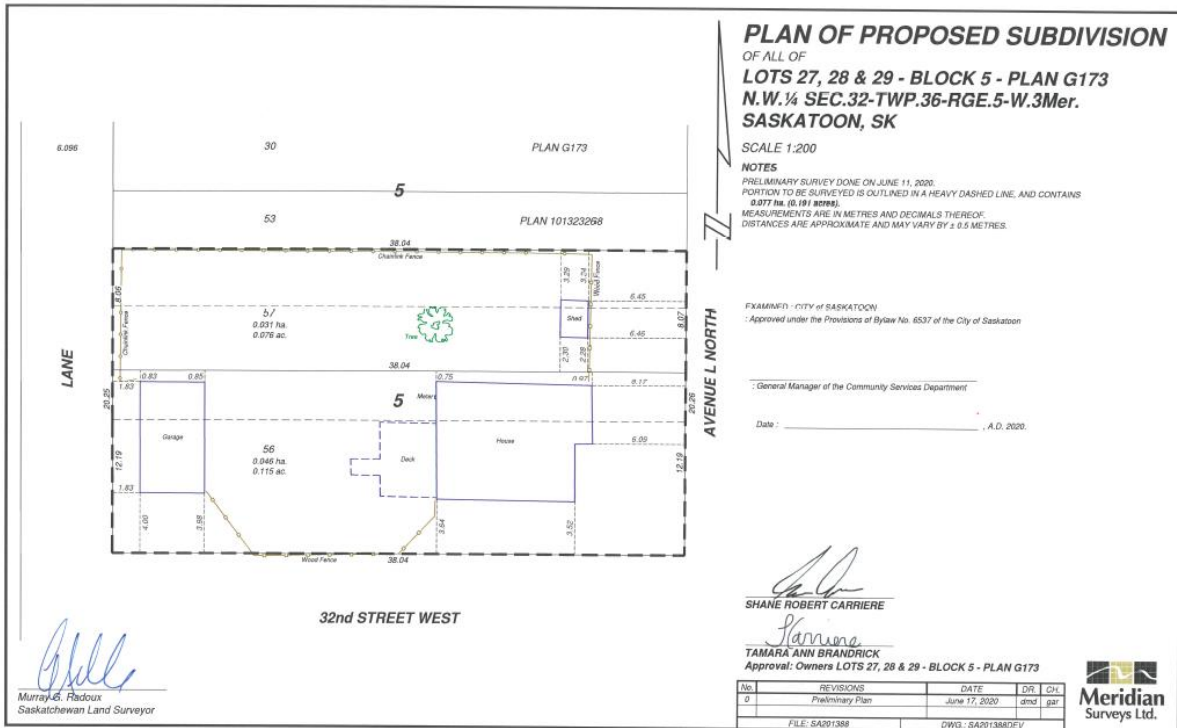 PLAN OF PROPOSED SUBDIVISION
OF ALL OF
LOTS 27, 28 & 29 - BLOCK 5 - PLAN G173
N.W.¼ SEC.32-TWP.36-RGE.5-W.3Mer.
SASKATOON, SK
SCALE 1:200
NOTES
PRELIMINARY SURVEY DONE ON JUNE 11, 2020.
PORTION TO BE SURVEYED IS OUTLINED IN A HEAVY DASHED LINE, AND CONTAINS
0.077 ha. (0.191 acres).
MEASUREMENTS ARE IN METRES AND DECIMALS THEREOF.
DISTANCES ARE APPROXIMATE AND MAY VARY BY ± 0.5 METRES.
EXAMINED : CITY of SASKATOON
: Approved under the Provisions of Bylaw No. 6537 of the City of Saskatoon
: General Manager of the Community Services Department
Date : , A.D. 2020.
SHANE ROBERT CARRIERE
TAMARA ANN BRANDRICK
Approval: Owners LOTS 27, 28 & 29 - BLOCK 5 - PLAN G173
No. REVISIONS DATE DR. CH.
0 Preliminary Plan June 17, 2020 dmd gar
FILE: SA201388 DWG.: SA201388DEV
Meridian
Surveys Ltd.
6.096 30 PLAN G173
5
53 PLAN 101323268
38.04
Chainlink Fence
8.06
Chainlink Fence
57
0.031 ha.
0.076 ac.
Tree
3.29 3.24
Wood Fence
Shed
6.45
8.07
6.46
2.30 2.28
38.04
LANE
AVENUE L NORTH
1.83 0.83 0.85 0.75 0.97 6.17
20.25 20.26
5
Meter
Garage
56
0.046 ha.
0.115 ac.
Deck
House
6.09
12.19 12.19
1.83
4.00 3.98 3.64 3.52
Wood Fence
38.04
32nd STREET WEST
Murray G. Radoux
Saskatchewan Land Surveyor